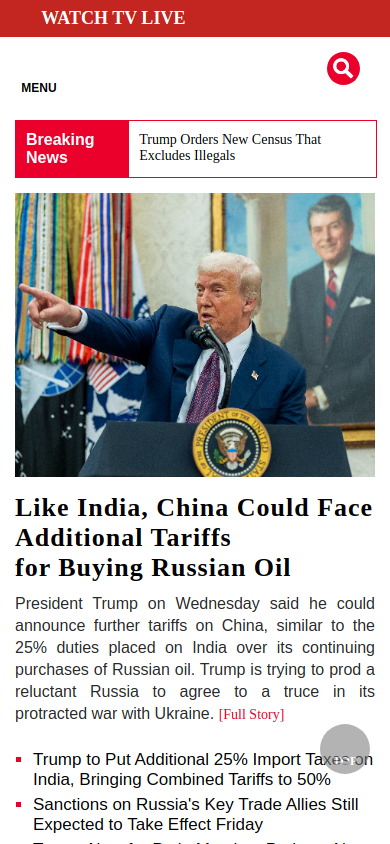 WATCH TV LIVE
MENU
Breaking
News
Trump Orders New Census That
Excludes Illegals
Like India, China Could Face
Additional Tariffs
for Buying Russian Oil
President Trump on Wednesday said he could
announce further tariffs on China, similar to the
25% duties placed on India over its continuing
purchases of Russian oil. Trump is trying to prod a
reluctant Russia to agree to a truce in its
protracted war with Ukraine. [Full Story]
Trump to Put Additional 25% Import Taxes on
India, Bringing Combined Tariffs to 50%
Sanctions on Russia's Key Trade Allies Still
Expected to Take Effect Friday